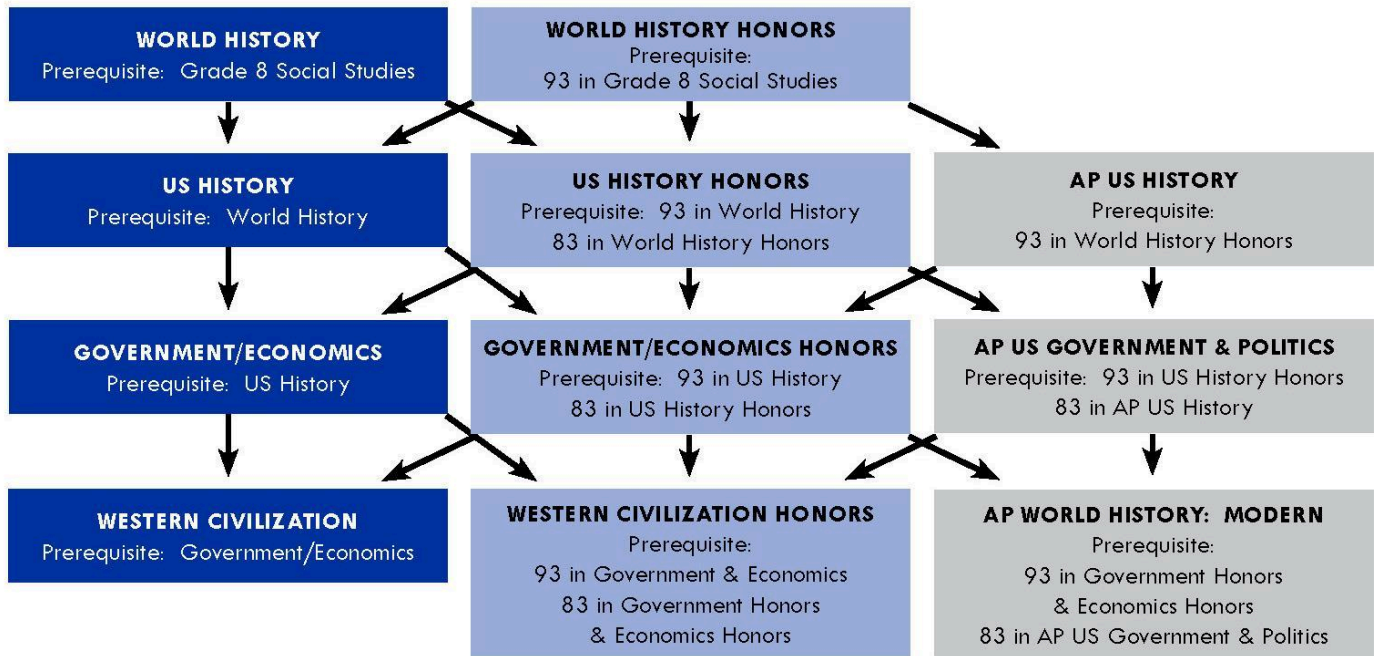 WORLD HISTORY
Prerequisite: Grade 8 Social Studies
WORLD HISTORY HONORS
Prerequisite:
93 in Grade 8 Social Studies
US HISTORY
Prerequisite: World History
US HISTORY HONORS
Prerequisite: 93 in World History
83 in World History Honors
AP US HISTORY
Prerequisite:
93 in World History Honors
GOVERNMENT/ECONOMICS
Prerequisite: US History
GOVERNMENT/ECONOMICS HONORS
Prerequisite: 93 in US History
83 in US History Honors
AP US GOVERNMENT & POLITICS
Prerequisite: 93 in US History Honors
83 in AP US History
WESTERN CIVILIZATION
Prerequisite: Government/Economics
WESTERN CIVILIZATION HONORS
Prerequisite:
93 in Government & Economics
83 in Government Honors
& Economics Honors
AP WORLD HISTORY: MODERN
Prerequisite:
93 in Government Honors
& Economics Honors
83 in AP US Government & Politics